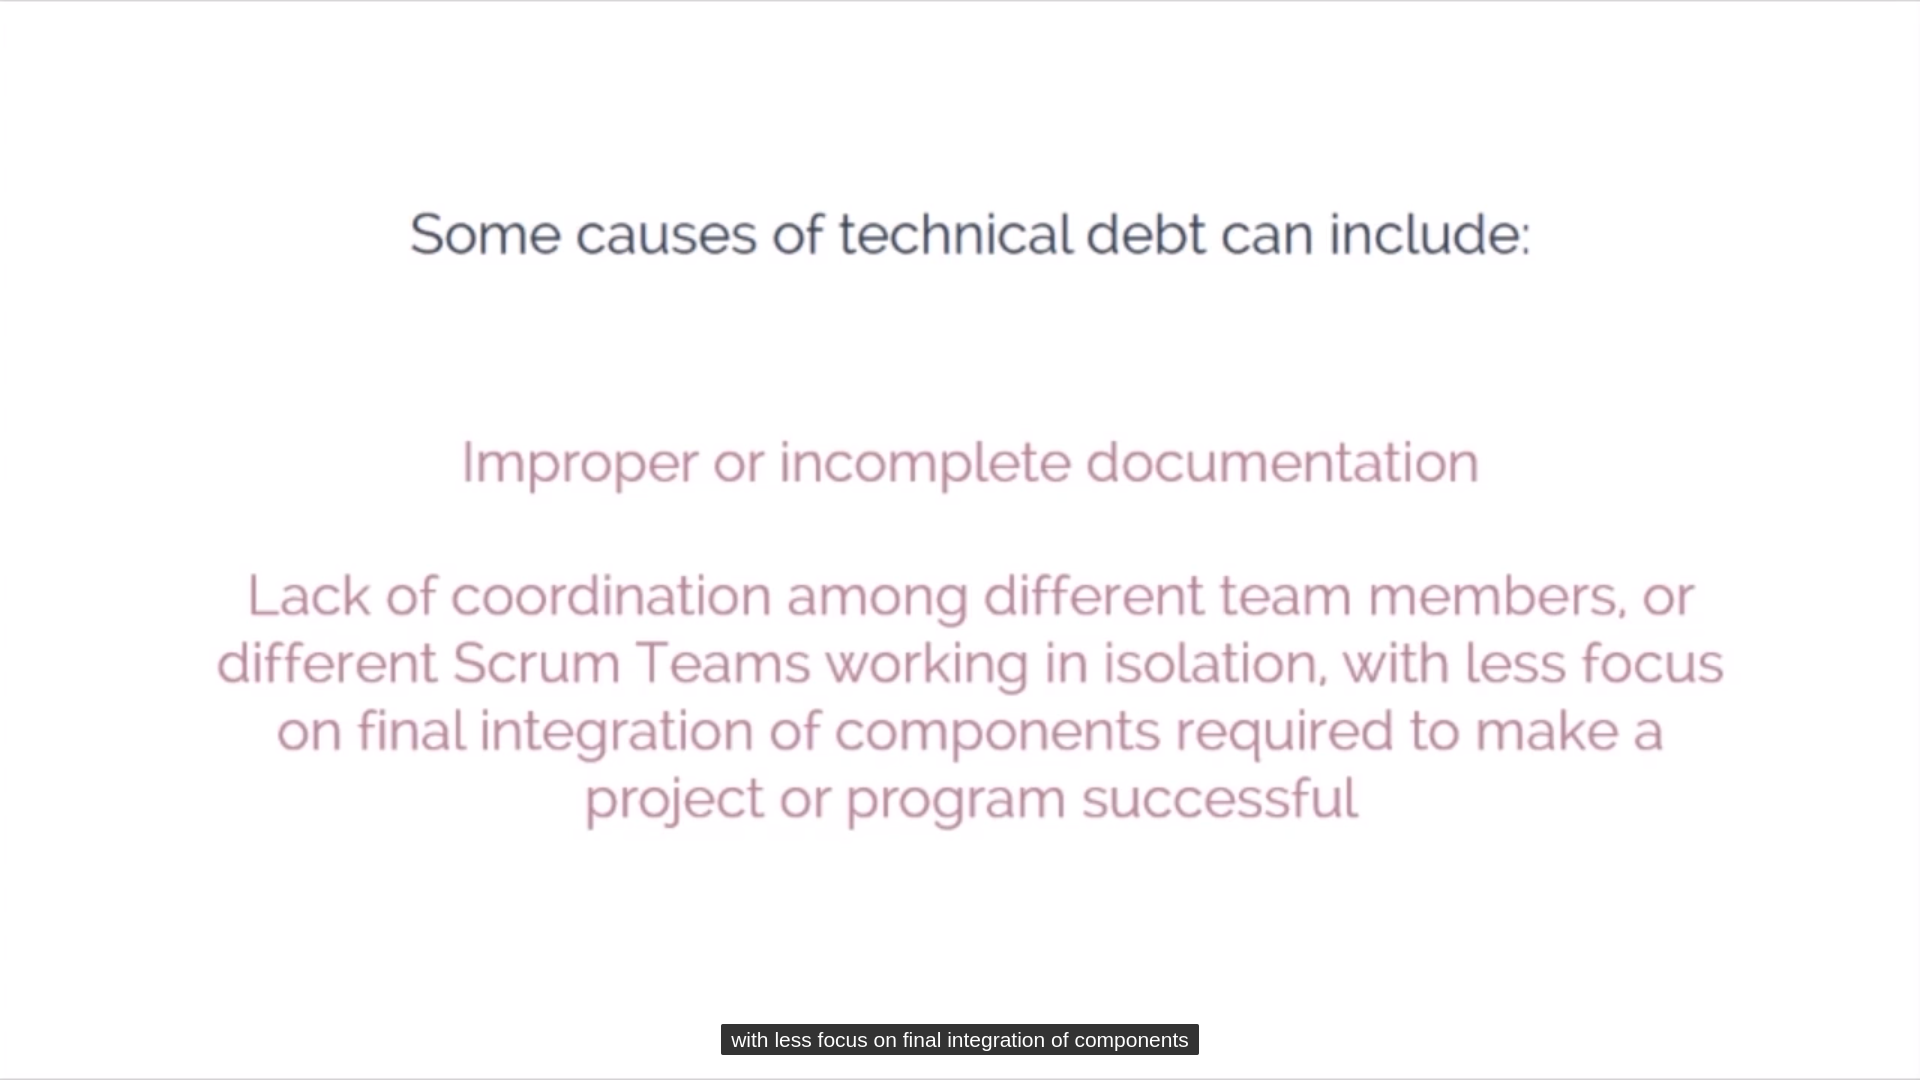 Some causes of technical debt can include:
Improper or incomplete documentation
Lack of coordination among different team members, or
different Scrum Teams working in isolation, with less focus
on final integration of components required to make a
project or program successful
with less focus on final integration of components